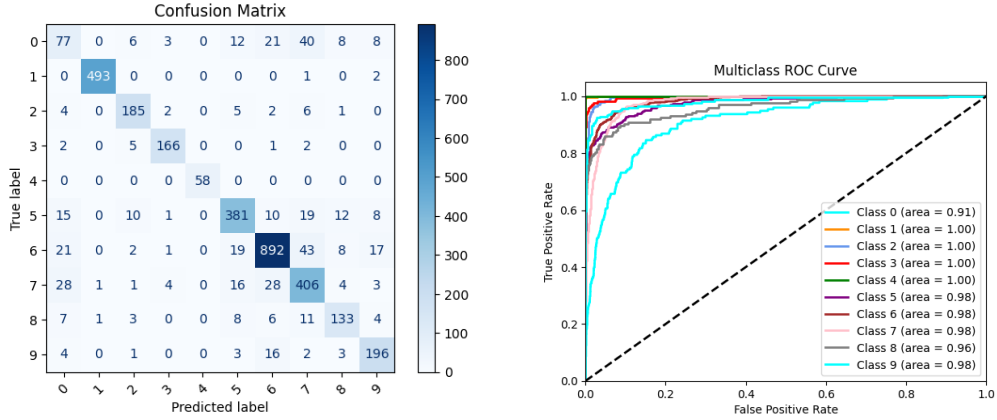 Confusion Matrix
0 77 0 6 3 0 12 21 40 8 8
1 0 493 0 0 0 0 0 1 0 2
2 4 0 185 2 0 5 2 6 1 0
3 2 0 5 166 0 0 1 2 0 0
4 0 0 0 0 58 0 0 0 0 0
5 15 0 10 1 0 381 10 19 12 8
6 21 0 2 1 0 19 892 43 8 17
7 28 1 1 4 0 16 28 406 4 3
8 7 1 3 0 0 8 6 11 133 4
9 4 0 1 0 0 3 16 2 3 196
0 1 2 3 4 5 6 7 8 9
Predicted label
True label
800
700
600
500
400
300
200
100
0
Multiclass ROC Curve
1.0
0.8
0.6
0.4
0.2
0.0
True Positive Rate
Class 0 (area = 0.91)
Class 1 (area = 1.00)
Class 2 (area = 1.00)
Class 3 (area = 1.00)
Class 4 (area = 1.00)
Class 5 (area = 0.98)
Class 6 (area = 0.98)
Class 7 (area = 0.98)
Class 8 (area = 0.96)
Class 9 (area = 0.98)
0.0 0.2 0.4 0.6 0.8 1.0
False Positive Rate